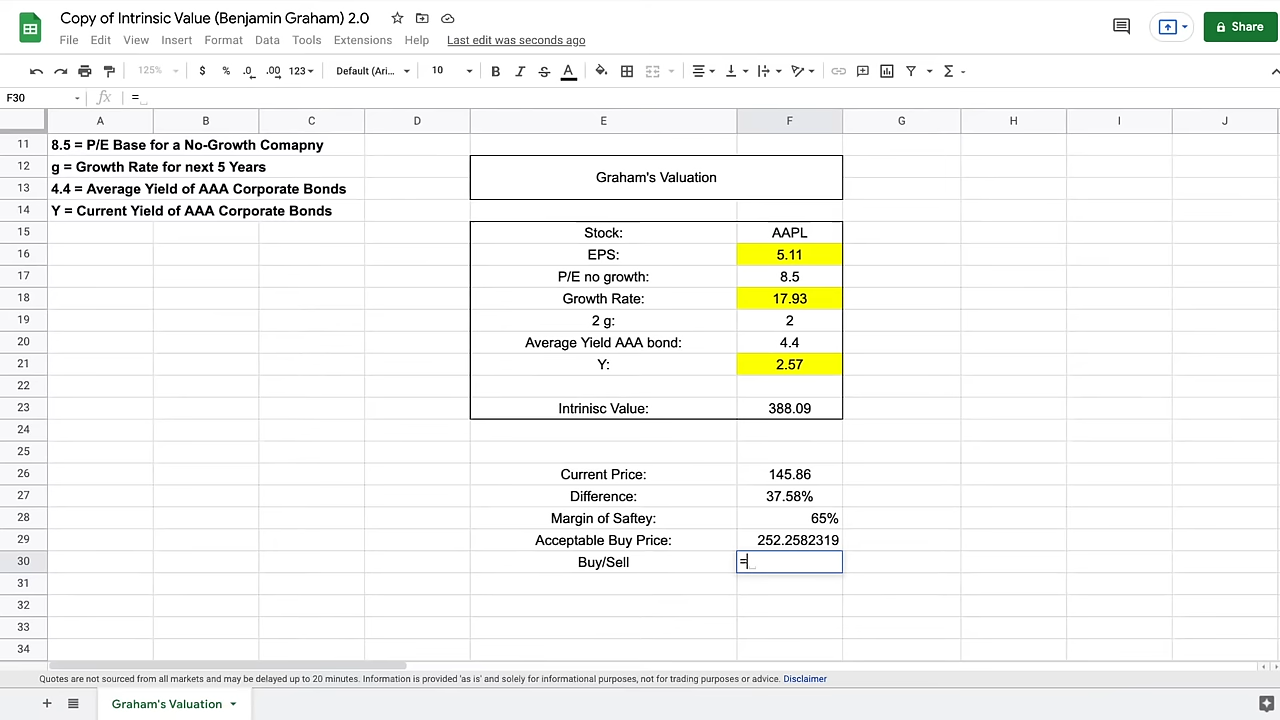 Copy of Intrinsic Value (Benjamin Graham) 2.0
File Edit View Insert Format Data Tools Extensions Help Last edit was seconds ago
Share
125% $ % .0 .00 123 Default (Ari... 10 B I S A
F30 fx =
A B C D E F G H I J
11 8.5 = P/E Base for a No-Growth Comapny
12 g = Growth Rate for next 5 Years
Graham's Valuation
13 4.4 = Average Yield of AAA Corporate Bonds
14 Y = Current Yield of AAA Corporate Bonds
15 Stock: AAPL
16 EPS: 5.11
17 P/E no growth: 8.5
18 Growth Rate: 17.93
19 2 g: 2
20 Average Yield AAA bond: 4.4
21 Y: 2.57
22
23 Intrinisc Value: 388.09
24
25
26 Current Price: 145.86
27 Difference: 37.58%
28 Margin of Saftey: 65%
29 Acceptable Buy Price: 252.2582319
30 Buy/Sell =
31
32
33
34
Quotes are not sourced from all markets and may be delayed up to 20 minutes. Information is provided 'as is' and solely for informational purposes, not for trading purposes or advice. Disclaimer
Graham's Valuation